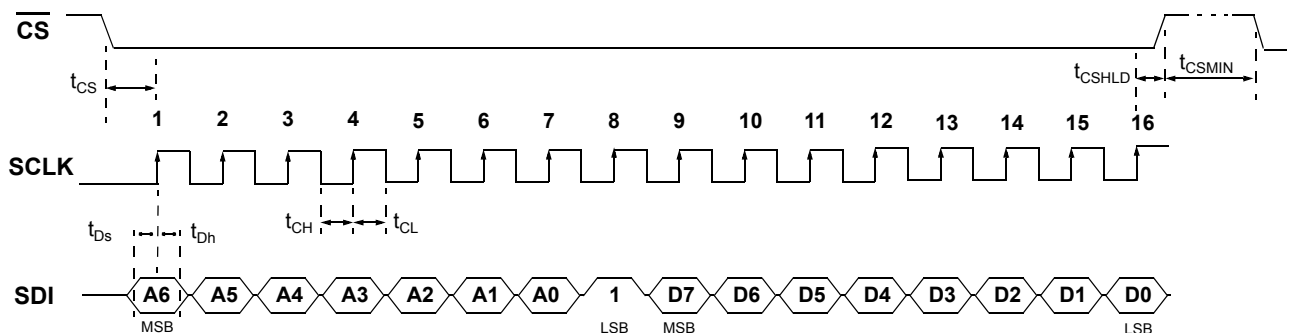 CS
tCS
tCSHLD
tCSMIN
1 2 3 4 5 6 7 8 9 10 11 12 13 14 15 16
SCLK
tDs
tDh
tCH
tCL
SDI
A6 A5 A4 A3 A2 A1 A0 1 D7 D6 D5 D4 D3 D2 D1 D0
MSB LSB MSB LSB